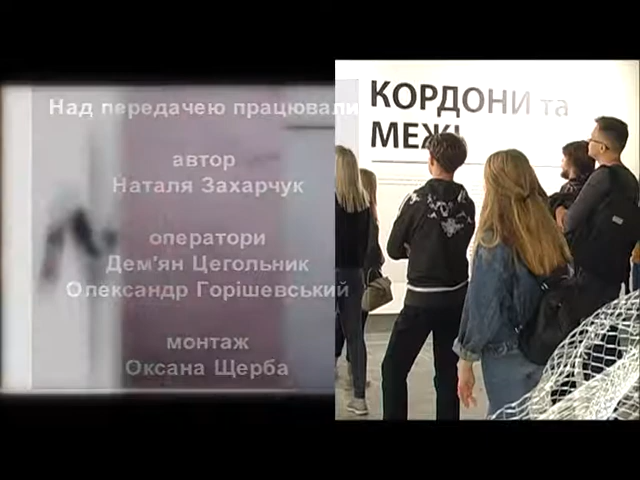 Над передачею працювали
автор
Наталя Захарчук
оператори
Дем'ян Цегольник
Олександр Горішевський
монтаж
Оксана Щерба
КОРДОНИ та
МЕЖІ